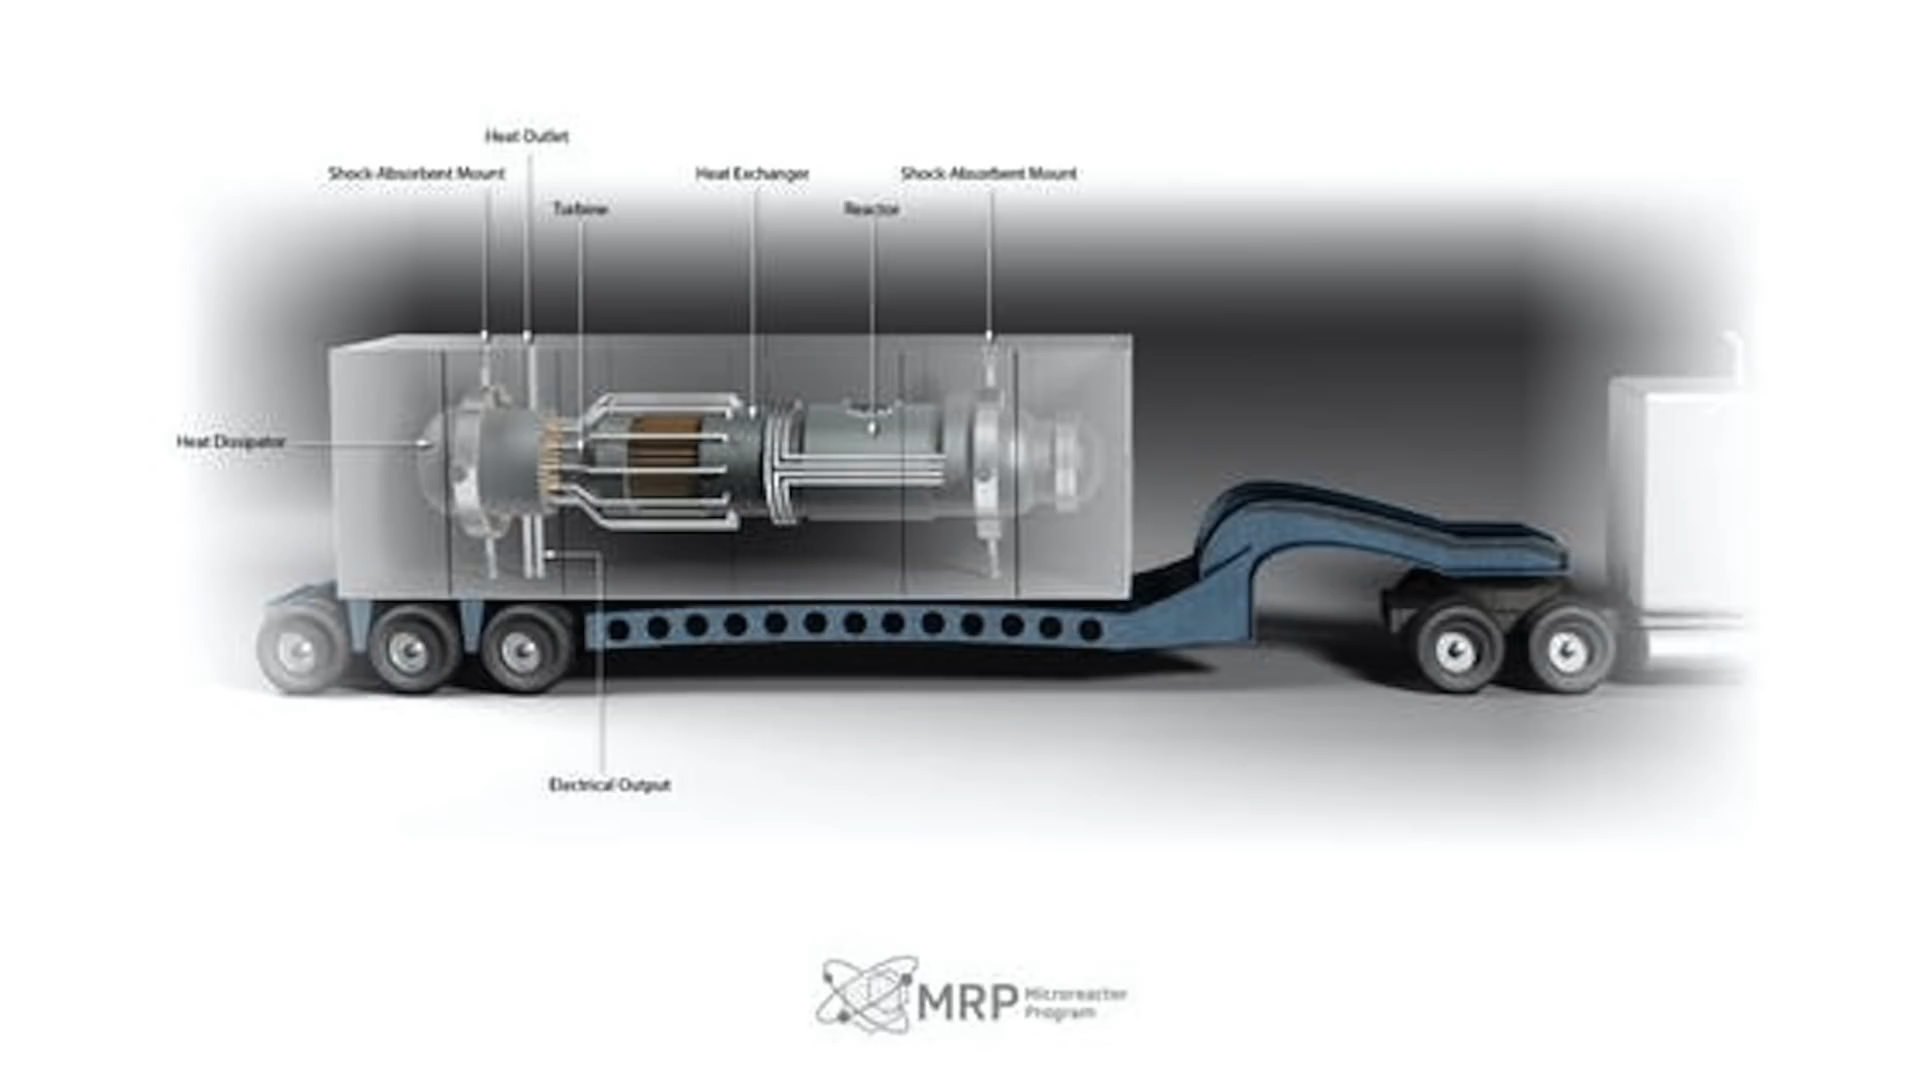 Heat Outlet
Shock-Absorbent Mount
Heat Exchanger
Shock-Absorbent Mount
Turbine
Reactor
Heat Dissipator
Electrical Output
MRP
Microreactor
Program